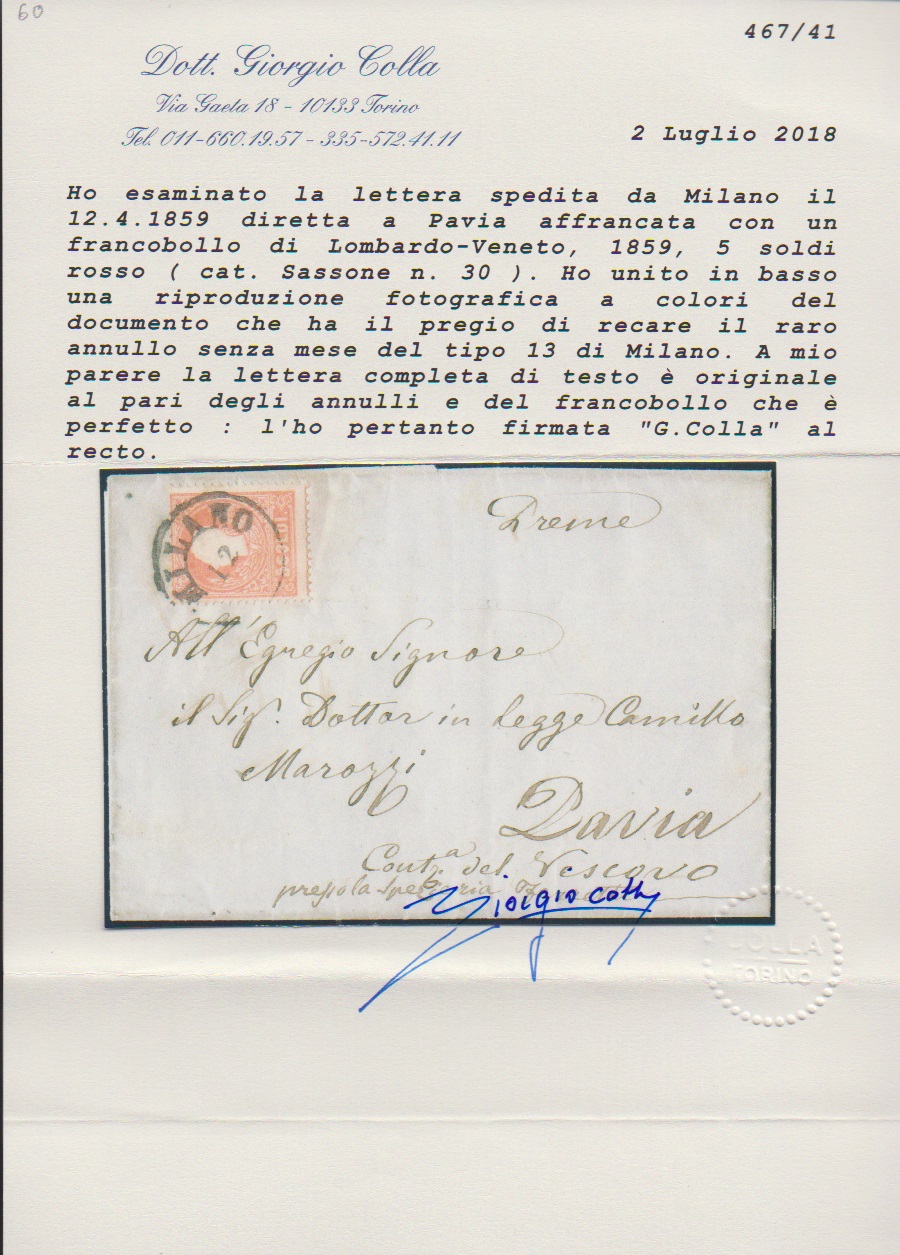 60
467/41
Dott. Giorgio Colla
Via Gaeta 18 - 10133 Torino
Tel. 011-660.19.57 - 335-572.41.11
2 Luglio 2018
Ho esaminato la lettera spedita da Milano il
12.4.1859 diretta a Pavia affrancata con un
francobollo di Lombardo-Veneto, 1859, 5 soldi
rosso ( cat. Sassone n. 30 ). Ho unito in basso
una riproduzione fotografica a colori del
documento che ha il pregio di recare il raro
annullo senza mese del tipo 13 di Milano. A mio
parere la lettera completa di testo è originale
al pari degli annulli e del francobollo che è
perfetto : l'ho pertanto firmata "G.Colla" al
recto.
MILANO
12
Preme
All' Egregio Signore
il Sigr. Dottor in Legge Camillo
Marozzi
Pavia
Conta del Vescovo
presso la Spezieria
Giorgio Colla
COLLA
TORINO